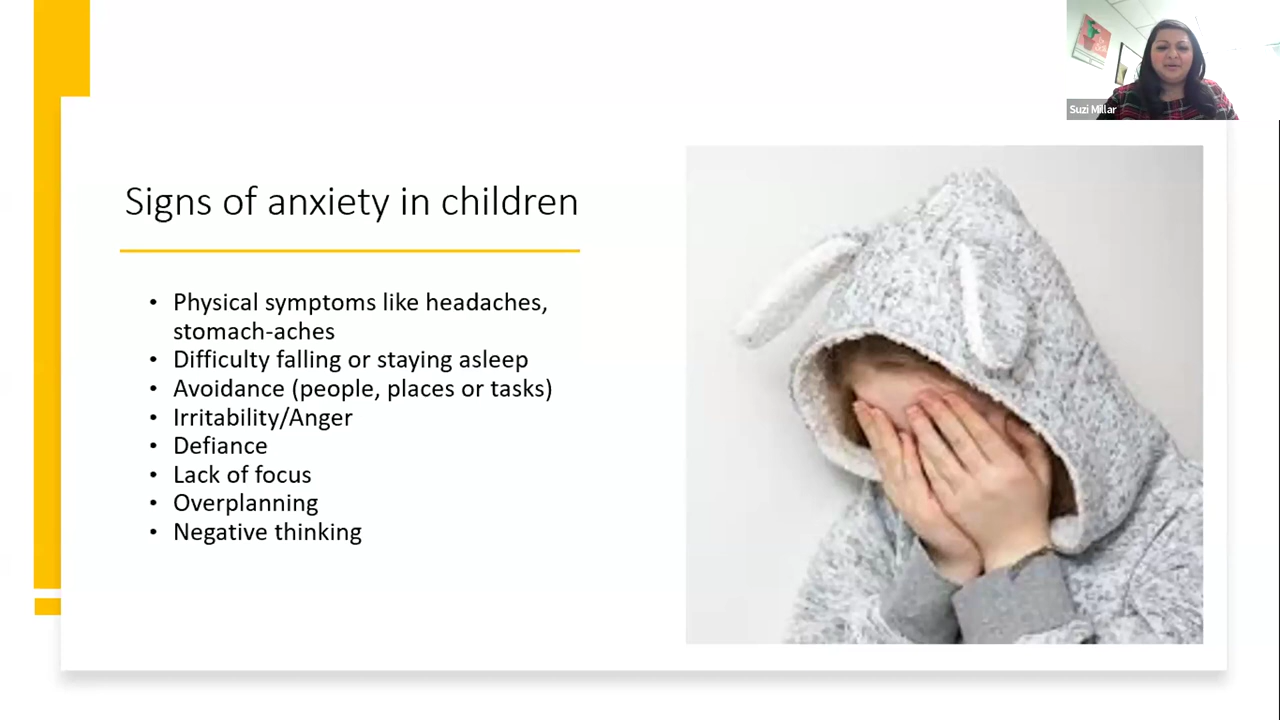 Suzi Millar
Signs of anxiety in children
• Physical symptoms like headaches,
stomach-aches
• Difficulty falling or staying asleep
• Avoidance (people, places or tasks)
• Irritability/Anger
• Defiance
• Lack of focus
• Overplanning
• Negative thinking